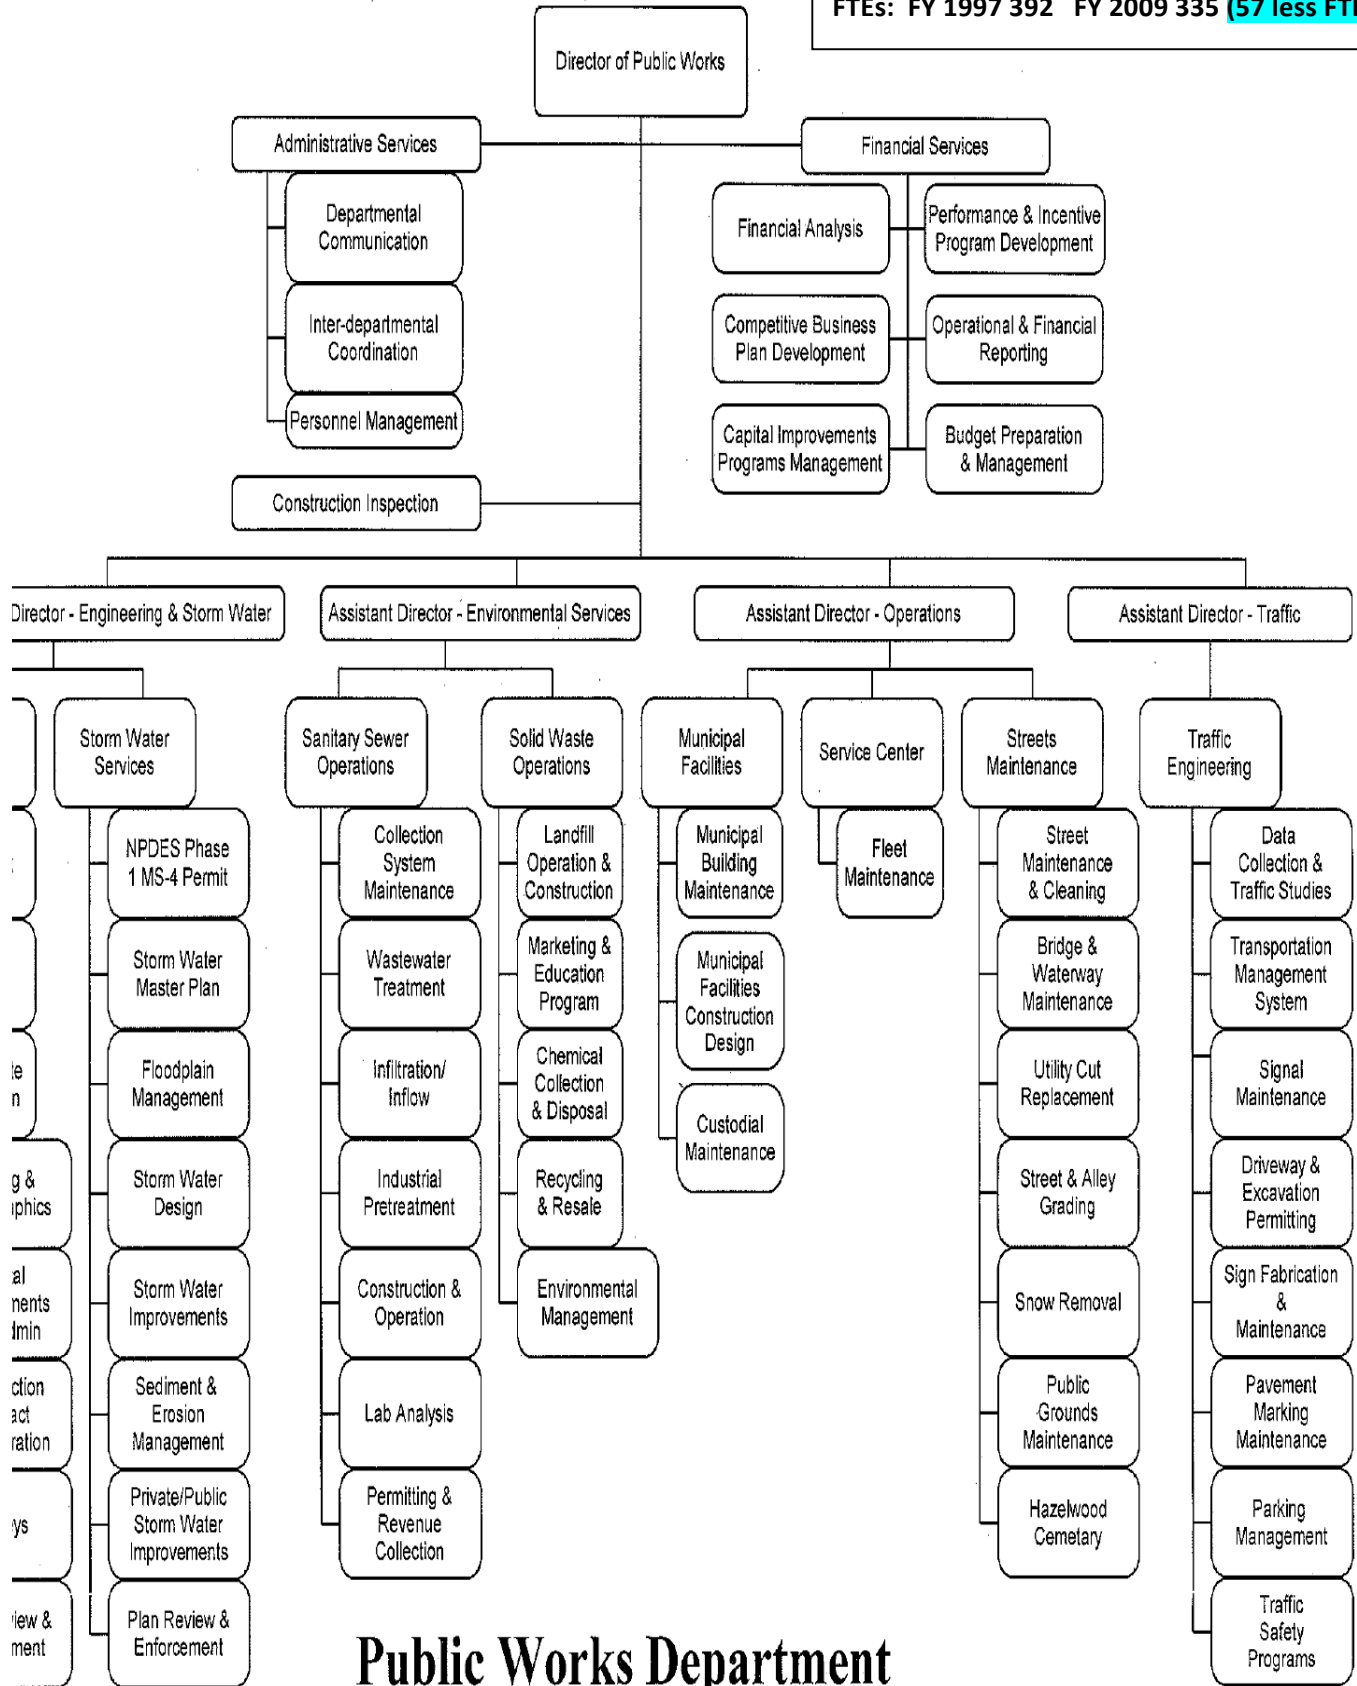 FTEs: FY 1997 392 FY 2009 335 (57 less
Director of Public Works
Administrative Services
Financial Services
Departmental
Communication
Inter-departmental
Coordination
Personnel Management
Financial Analysis
Performance & Incentive
Program Development
Competitive Business
Plan Development
Operational & Financial
Reporting
Capital Improvements
Programs Management
Budget Preparation
& Management
Construction Inspection
Director - Engineering & Storm Water
Assistant Director - Environmental Services
Assistant Director - Operations
Assistant Director - Traffic
Storm Water
Services
NPDES Phase
1 MS-4 Permit
Storm Water
Master Plan
Floodplain
Management
Storm Water
Design
Storm Water
Improvements
Sediment &
Erosion
Management
Private/Public
Storm Water
Improvements
Plan Review &
Enforcement
Sanitary Sewer
Operations
Collection
System
Maintenance
Wastewater
Treatment
Infiltration/
Inflow
Industrial
Pretreatment
Construction &
Operation
Lab Analysis
Permitting &
Revenue
Collection
Solid Waste
Operations
Landfill
Operation &
Construction
Marketing &
Education
Program
Chemical
Collection
& Disposal
Recycling
& Resale
Environmental
Management
Municipal
Facilities
Municipal
Building
Maintenance
Municipal
Facilities
Construction
Design
Custodial
Maintenance
Service Center
Fleet
Maintenance
Streets
Maintenance
Street
Maintenance
& Cleaning
Bridge &
Waterway
Maintenance
Utility Cut
Replacement
Street & Alley
Grading
Snow Removal
Public
Grounds
Maintenance
Hazelwood
Cemetary
Traffic
Engineering
Data
Collection &
Traffic Studies
Transportation
Management
System
Signal
Maintenance
Driveway &
Excavation
Permitting
Sign Fabrication
&
Maintenance
Pavement
Marking
Maintenance
Parking
Management
Traffic
Safety
Programs
Public Works Department